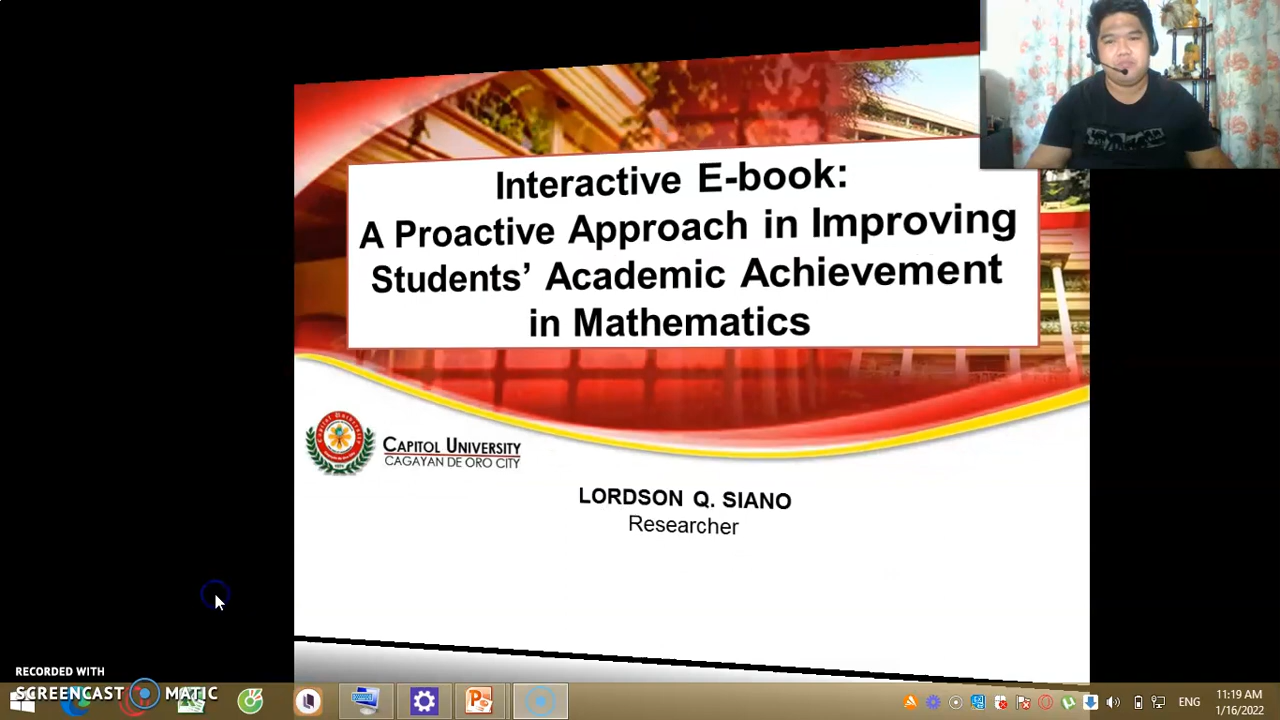 Interactive E-book:
A Proactive Approach in Improving
Students’ Academic Achievement
in Mathematics
CAPITOL UNIVERSITY
CAGAYAN DE ORO CITY
LORDSON Q. SIANO
Researcher
RECORDED WITH
SCREENCAST MATIC
ENG
11:19 AM
1/16/2022